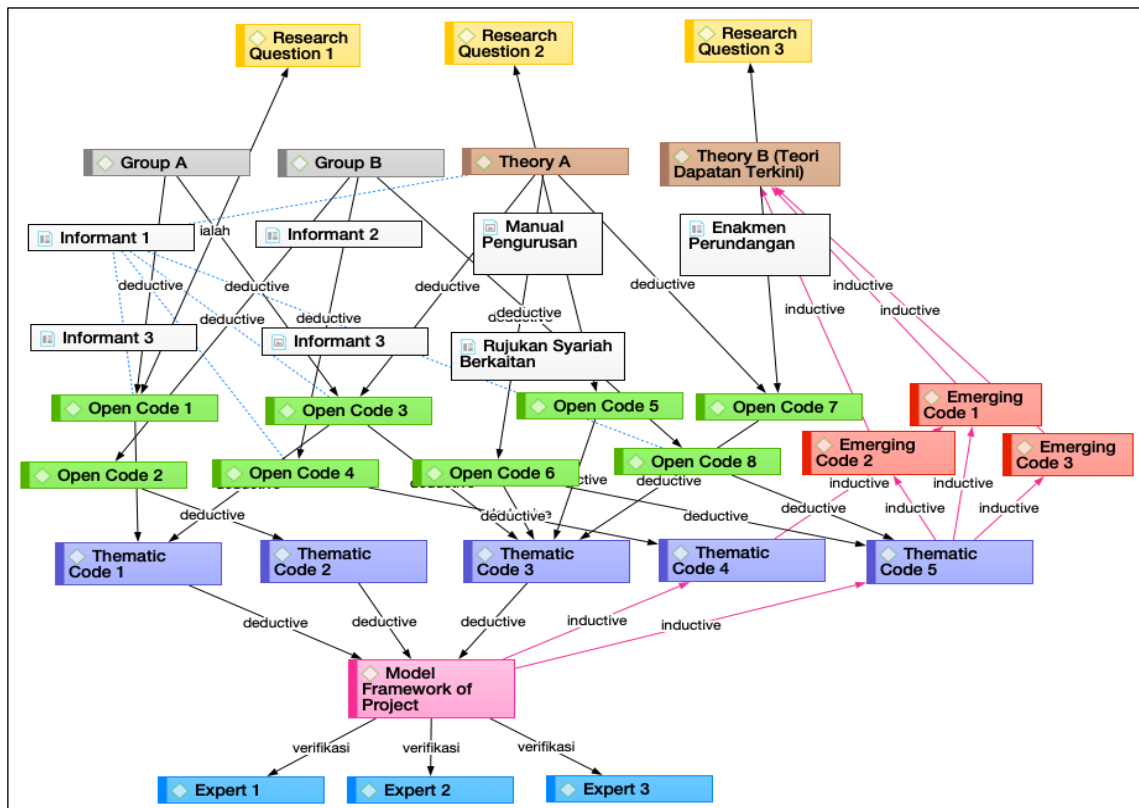 Research
Question 1
Research
Question 2
Research
Question 3
Group A
Group B
Theory A
Theory B (Teori
Dapatan Terkini)
Informant 1
ialah
Informant 2
Manual
Pengurusan
Enakmen
Perundangan
deductive
deductive
deductive
inductive
inductive
inductive
deductive
deductive
deductive
Informant 3
Informant 3
Rujukan Syariah
Berkaitan
Open Code 1
Open Code 3
Open Code 5
Open Code 7
Emerging
Code 1
Open Code 2
Open Code 4
Open Code 6
Open Code 8
Emerging
Code 2
Emerging
Code 3
deductive
inductive
inductive
deductive
deductive
deductive
deductive
inductive
inductive
Thematic
Code 1
Thematic
Code 2
Thematic
Code 3
Thematic
Code 4
Thematic
Code 5
deductive
deductive
deductive
inductive
inductive
Model
Framework of
Project
verifikasi
verifikasi
verifikasi
Expert 1
Expert 2
Expert 3